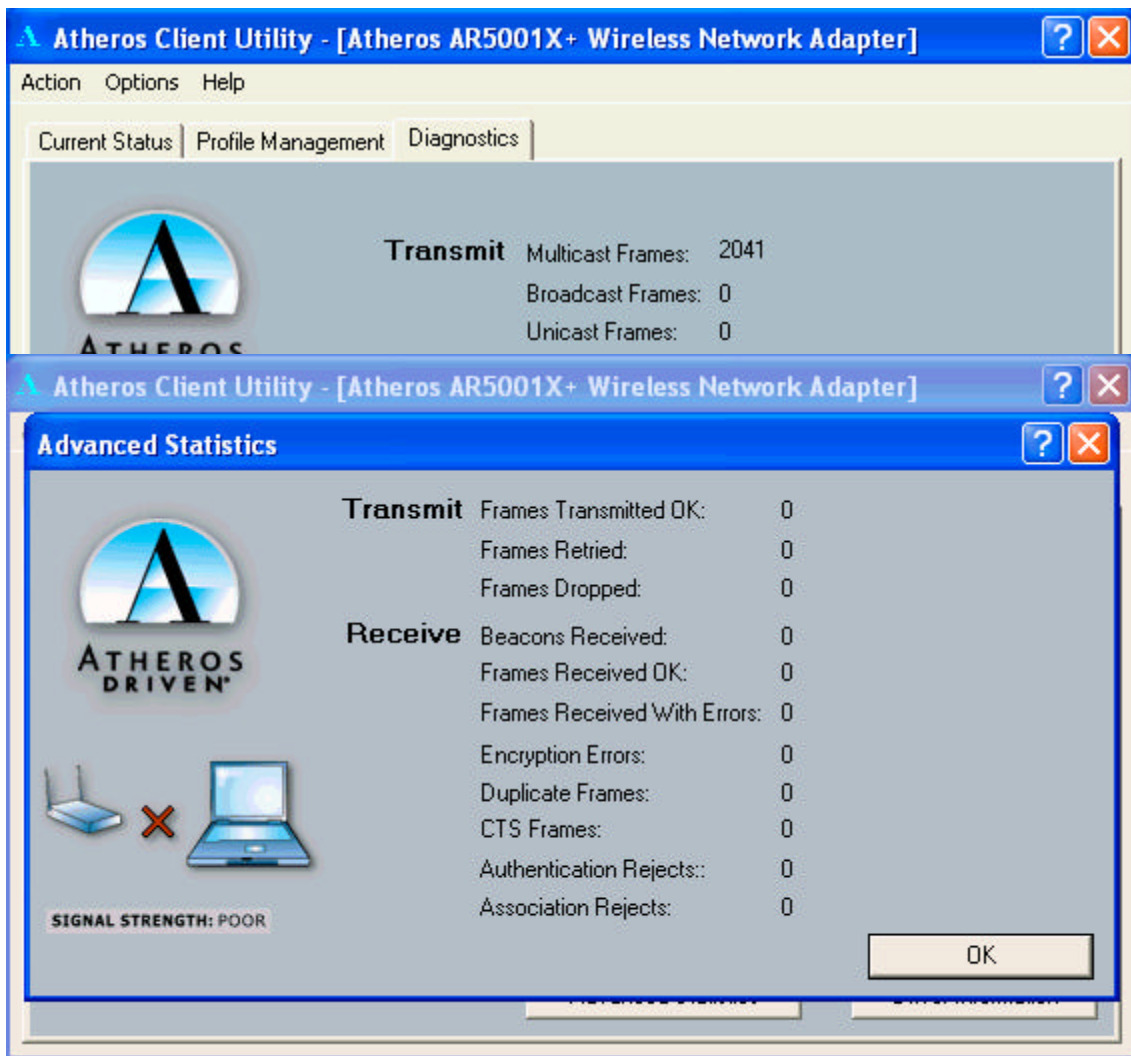 Atheros Client Utility - [Atheros AR5001X+ Wireless Network Adapter]
Action Options Help
Current Status Profile Management Diagnostics
Transmit Multicast Frames: 2041
Broadcast Frames: 0
Unicast Frames: 0
ATHEROS
Atheros Client Utility - [Atheros AR5001X+ Wireless Network Adapter]
Advanced Statistics
Transmit Frames Transmitted OK: 0
Frames Retried: 0
Frames Dropped: 0
Receive Beacons Received: 0
Frames Received OK: 0
Frames Received With Errors: 0
Encryption Errors: 0
Duplicate Frames: 0
CTS Frames: 0
Authentication Rejects:: 0
Association Rejects: 0
ATHEROS
DRIVEN
SIGNAL STRENGTH: POOR
OK